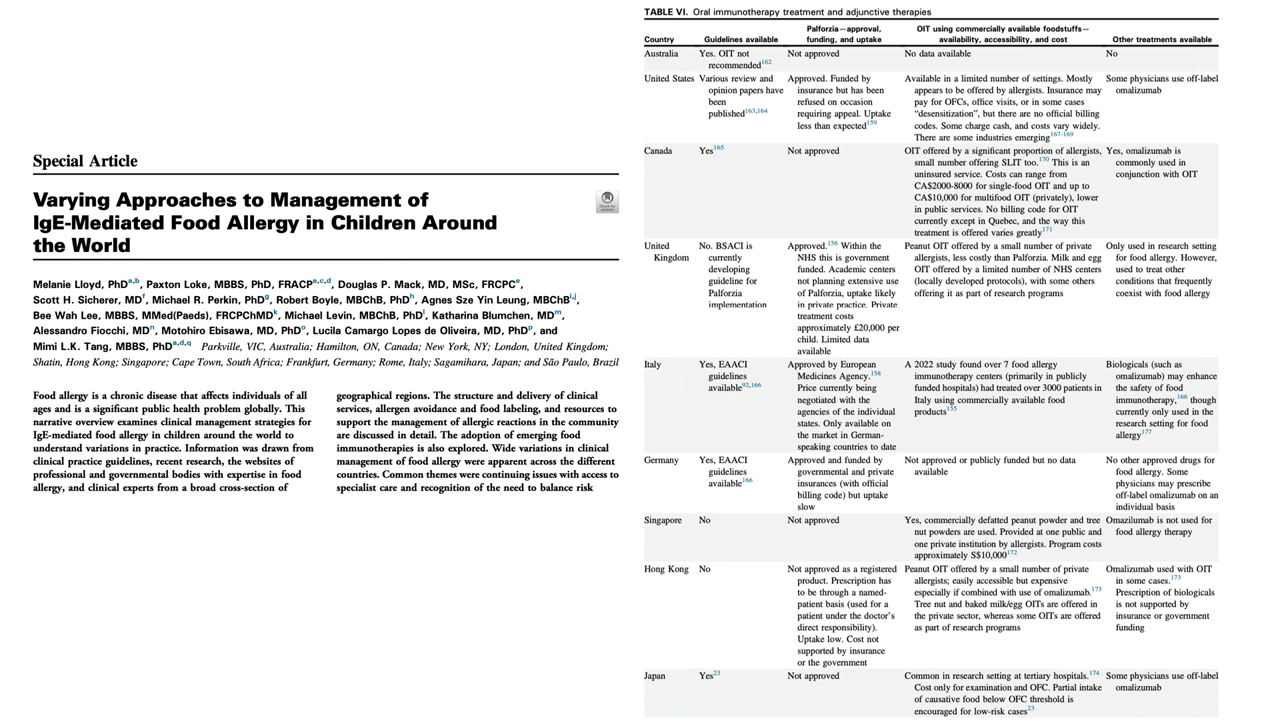 Special Article
Varying Approaches to Management of
IgE-Mediated Food Allergy in Children Around
the World
Check for updates
Melanie Lloyd, PhDa,b, Paxton Loke, MBBS, PhD, FRACPa,c,d, Douglas P. Mack, MD, MSc, FRCPCe,
Scott H. Sicherer, MDf, Michael R. Perkin, PhDg, Robert Boyle, MBChB, PhDh, Agnes Sze Yin Leung, MBChBi,j,
Bee Wah Lee, MBBS, MMed(Paeds), FRCPCHMDk, Michael Levin, MBChB, PhDl, Katharina Blumchen, MDm,
Alessandro Fiocchi, MDn, Motohiro Ebisawa, MD, PhDo, Lucila Camargo Lopes de Oliveira, MD, PhDp, and
Mimi L.K. Tang, MBBS, PhDa,d,q Parkville, VIC, Australia; Hamilton, ON, Canada; New York, NY; London, United Kingdom;
Shatin, Hong Kong; Singapore; Cape Town, South Africa; Frankfurt, Germany; Rome, Italy; Sagamihara, Japan; and São Paulo, Brazil
Food allergy is a chronic disease that affects individuals of all
ages and is a significant public health problem globally. This
narrative overview examines clinical management strategies for
IgE-mediated food allergy in children around the world to
understand variations in practice. Information was drawn from
clinical practice guidelines, recent research, the websites of
professional and governmental bodies with expertise in food
allergy, and clinical experts from a broad cross-section of
geographical regions. The structure and delivery of clinical
services, allergen avoidance and food labeling, and resources to
support the management of allergic reactions in the community
are discussed in detail. The adoption of emerging food
immunotherapies is also explored. Wide variations in clinical
management of food allergy were apparent across the different
countries. Common themes were continuing issues with access to
specialist care and recognition of the need to balance risk
TABLE VI. Oral immunotherapy treatment and adjunctive therapies
Country
Guidelines available
Palforzia—approval,
funding, and uptake
OIT using commercially available foodstuffs—
availability, accessibility, and cost
Other treatments available
Australia
Yes. OIT not
recommended162
Not approved
No data available
No
United States
Various review and
opinion papers have
been
published163,164
Approved. Funded by
insurance but has been
refused on occasion
requiring appeal. Uptake
less than expected159
Available in a limited number of settings. Mostly
appears to be offered by allergists. Insurance may
pay for OFCs, office visits, or in some cases
“desensitization”, but there are no official billing
codes. Some charge cash, and costs vary widely.
There are some industries emerging167-169
Some physicians use off-label
omalizumab
Canada
Yes165
Not approved
OIT offered by a significant proportion of allergists,
small number offering SLIT too.170 This is an
uninsured service. Costs can range from
CA$2000-8000 for single-food OIT and up to
CA$10,000 for multifood OIT (privately), lower
in public services. No billing code for OIT
currently except in Quebec, and the way this
treatment is offered varies greatly171
Yes, omalizumab is
commonly used in
conjunction with OIT
United
Kingdom
No. BSACI is
currently
developing
guideline for
Palforzia
implementation
Approved.156 Within the
NHS this is government
funded. Academic centers
not planning extensive use
of Palforzia, uptake likely
in private practice. Private
treatment costs
approximately £20,000 per
child. Limited data
available
Peanut OIT offered by a small number of private
allergists, less costly than Palforzia. Milk and egg
OIT offered by a limited number of NHS centers
(locally developed protocols), with some others
offering it as part of research programs
Only used in research setting
for food allergy. However,
used to treat other
conditions that frequently
coexist with food allergy
Italy
Yes, EAACI
guidelines
available92,166
Approved by European
Medicines Agency.158
Price currently being
negotiated with the
agencies of the individual
states. Only available on
the market in German-
speaking countries to date
A 2022 study found over 7 food allergy
immunotherapy centers (primarily in publicly
funded hospitals) had treated over 3000 patients in
Italy using commercially available food
products155
Biologicals (such as
omalizumab) may enhance
the safety of food
immunotherapy,166 though
currently only used in the
research setting for food
allergy177
Germany
Yes, EAACI
guidelines
available166
Approved and funded by
governmental and private
insurances (with official
billing code) but uptake
slow
Not approved or publicly funded but no data
available
No other approved drugs for
food allergy. Some
physicians may prescribe
off-label omalizumab on an
individual basis
Singapore
No
Not approved
Yes, commercially defatted peanut powder and tree
nut powders are used. Provided at one public and
one private institution by allergists. Program costs
approximately S$10,000172
Omazilumab is not used for
food allergy therapy
Hong Kong
No
Not approved as a registered
product. Prescription has
to be through a named-
patient basis (used for a
patient under the doctor’s
direct responsibility).
Uptake low. Cost not
supported by insurance
or the government
Peanut OIT offered by a small number of private
allergists; easily accessible but expensive
especially if combined with use of omalizumab.173
Tree nut and baked milk/egg OITs are offered in
the private sector, whereas some OITs are offered
as part of research programs
Omalizumab used with OIT
in some cases.173
Prescription of biologicals
is not supported by
insurance or government
funding
Japan
Yes23
Not approved
Common in research setting at tertiary hospitals.174
Cost only for examination and OFC. Partial intake
of causative food below OFC threshold is
encouraged for low-risk cases23
Some physicians use off-label
omalizumab